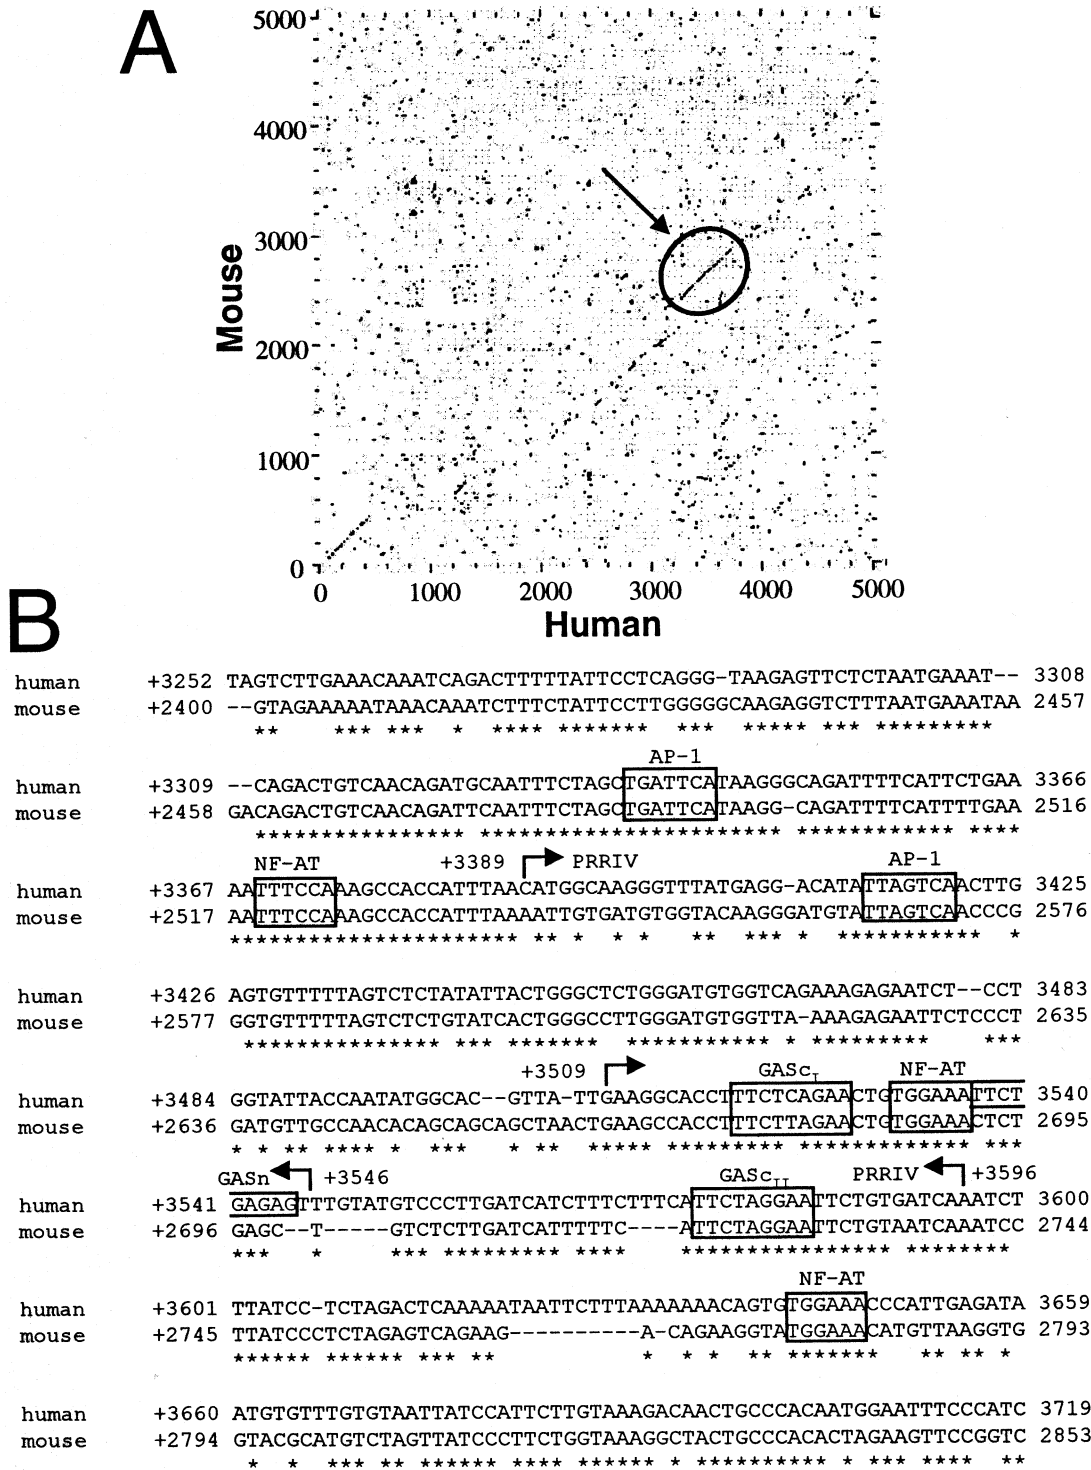 A
5000
4000
3000
2000
1000
0
Mouse
0 1000 2000 3000 4000 5000
Human
B
human +3252 TAGTCTTGAAACAAATCAGACTTTTTATTCCTCAGGG-TAAGAGTTCTCTAATGAAAT-- 3308
mouse +2400 --GTAGAAAAATAAACAAATCTTTCTATTCCTTGGGGGCAAGAGGTCTTTAATGAAATAA 2457
** *** *** * **** ******* *** ***** *** *********
AP-1
human +3309 --CAGACTGTCAACAGATGCAATTTCTAGCTGATTCATAAGGGCAGATTTTCATTCTGAA 3366
mouse +2458 GACAGACTGTCAACAGATTCAATTTCTAGCTGATTCATAAGG-CAGATTTTCATTTTGAA 2516
**************** *********************** ************ ****
NF-AT +3389 PRRIV AP-1
human +3367 AATTTCCAAAGCCACCATTTAACATGGCAAGGGTTTATGAGG-ACATATTAGTCAACTTG 3425
mouse +2517 AATTTCCAAAGCCACCATTTAAAATTGTGATGTGGTACAAGGGATGTATTAGTCAACCCG 2576
********************** ** * * * ** *** * *********** *
human +3426 AGTGTTTTTAGTCTCTATATTACTGGGCTCTGGGATGTGGTCAGAAAGAGAATCT--CCT 3483
mouse +2577 GGTGTTTTTAGTCTCTGTATCACTGGGCCTTGGGATGTGGTTA-AAAGAGAATTCTCCCT 2635
*************** *** ******* *********** * ********* ***
+3509 GASc_I NF-AT
human +3484 GGTATTACCAATATGGCAC--GTTA-TTGAAGGCACCTTTCTCAGAACTGTGGAAATTCT 3540
mouse +2636 GATGTTGCCAACACAGCAGCAGCTAACTGAAGCCACCTTTCTTAGAACTGTGGAAACTCT 2695
* * ** **** * *** * ** ***** ********* ************* ***
GASn +3546 GASc_II PRRIV +3596
human +3541 GAGAGTTTGTATGTCCCTTGATCATCTTTCTTTCATTCTAGGAATTCTGTGATCAAATCT 3600
mouse +2696 GAGC--T-----GTCTCTTGATCATTTTTC----ATTCTAGGAATTCTGTAATCAAATCC 2744
*** * *** ********* **** **************** ********
NF-AT
human +3601 TTATCC-TCTAGACTCAAAAATAATTCTTTAAAAAAACAGTGTGGAAACCCATTGAGATA 3659
mouse +2745 TTATCCCTCTAGAGTCAGAAG----------A-CAGAAGGTATGGAAACATGTTAAGGTG 2793
****** ****** *** ** * * * ** ******* ** ** *
human +3660 ATGTGTTTGTGTAATTATCCATTCTTGTAAAGACAACTGCCCACAATGGAATTTCCCATC 3719
mouse +2794 GTACGCATGTCTAGTTATCCCTTCTGGTAAAGGCTACTGCCCACACTAGAAGTTCCGGTC 2853
* * *** ** ****** **** ****** * ********** * *** **** **